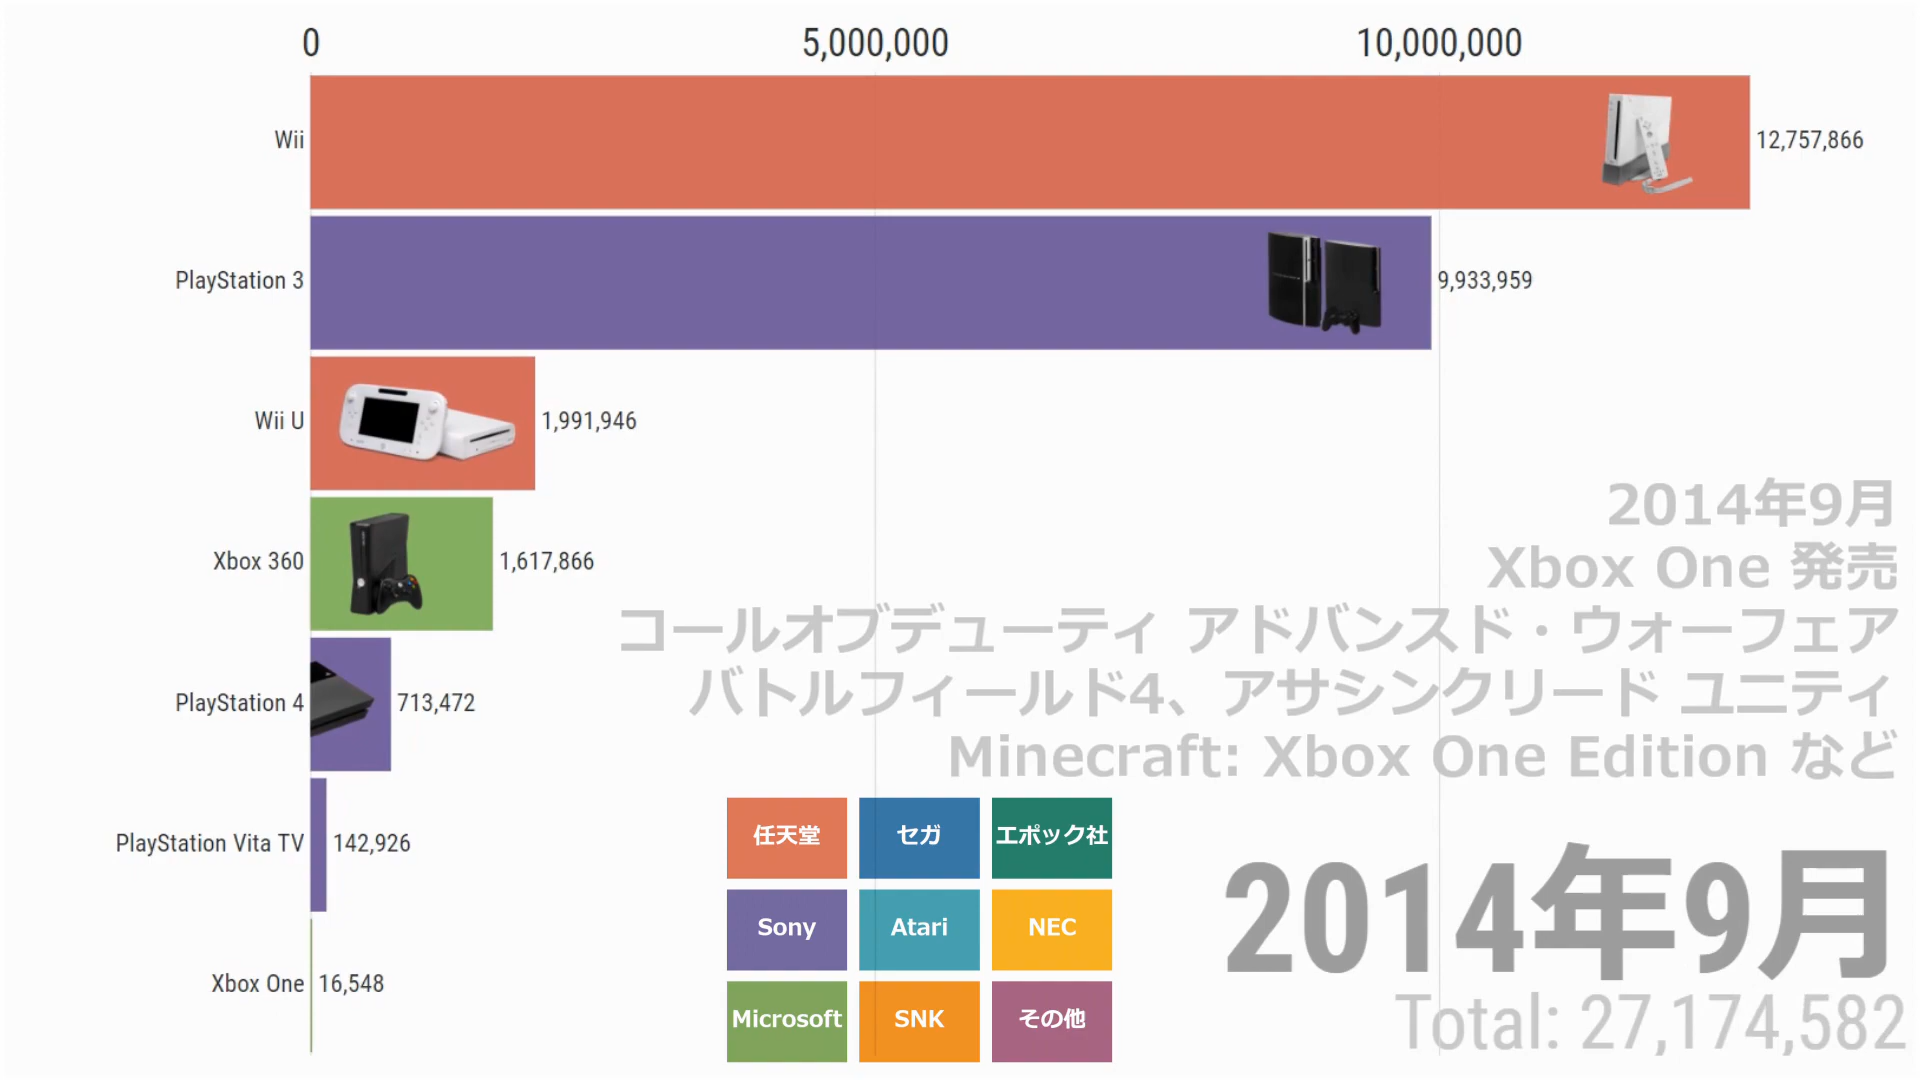 0 5,000,000 10,000,000
Wii 12,757,866
PlayStation 3 9,933,959
Wii U 1,991,946
Xbox 360 1,617,866
PlayStation 4 713,472
PlayStation Vita TV 142,926
Xbox One 16,548
2014年9月
Xbox One 発売
コールオブデューティ アドバンスド・ウォーフェア
バトルフィールド4、アサシンクリード ユニティ
Minecraft: Xbox One Edition など
任天堂 セガ エポック社
Sony Atari NEC
Microsoft SNK その他
2014年9月
Total: 27,174,582